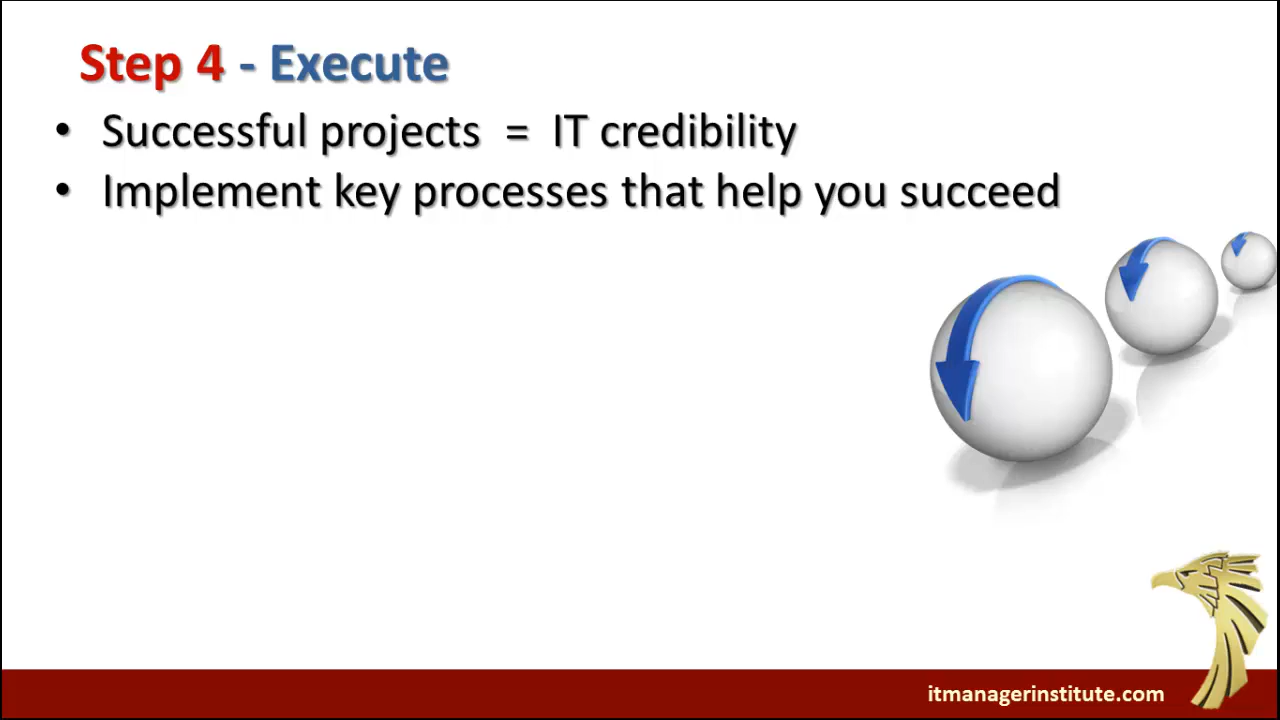 Step 4 - Execute
• Successful projects = IT credibility
• Implement key processes that help you succeed
itmanagerinstitute.com